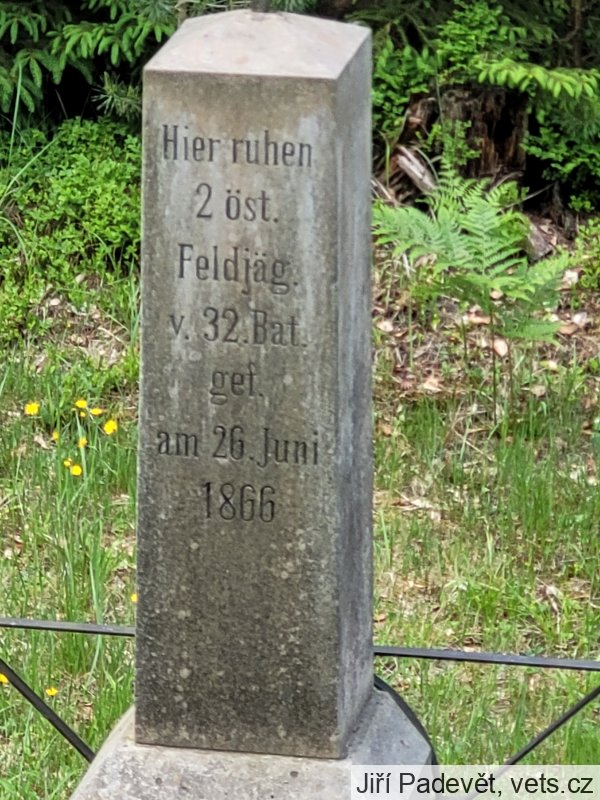 Hier ruhen
2 öst.
Feldjäg.
v. 32.Bat.
gef.
am 26. Juni
1866
Jiří Padevět, vets.cz